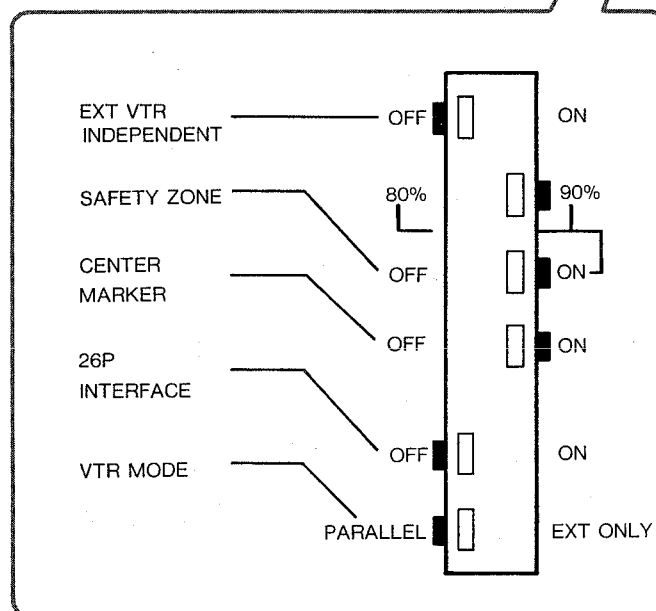 EXT VTR
INDEPENDENT
OFF
ON
SAFETY ZONE
80%
90%
OFF
ON
CENTER
MARKER
OFF
ON
26P
INTERFACE
OFF
ON
VTR MODE
PARALLEL
EXT ONLY